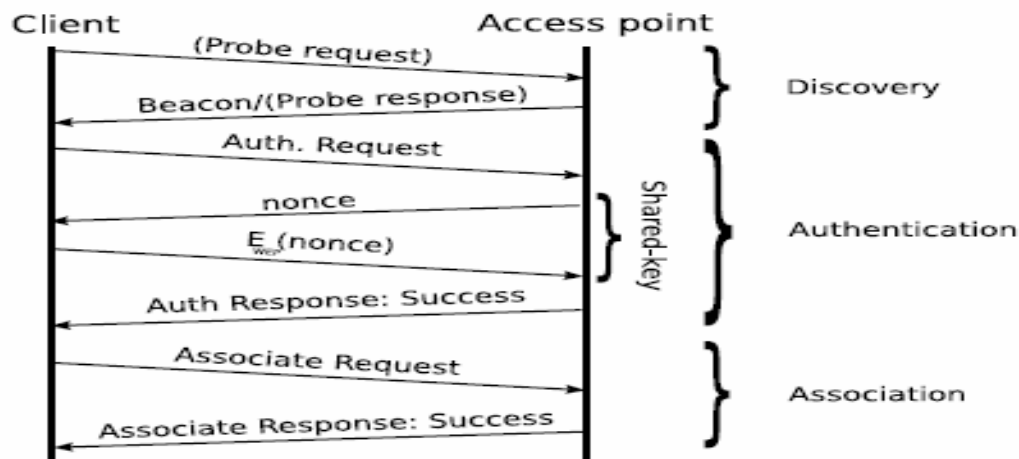 Client
Access point
(Probe request)
Discovery
Beacon/(Probe response)
Auth. Request
nonce
Shared-key
Authentication
E WEP (nonce)
Auth Response: Success
Associate Request
Association
Associate Response: Success